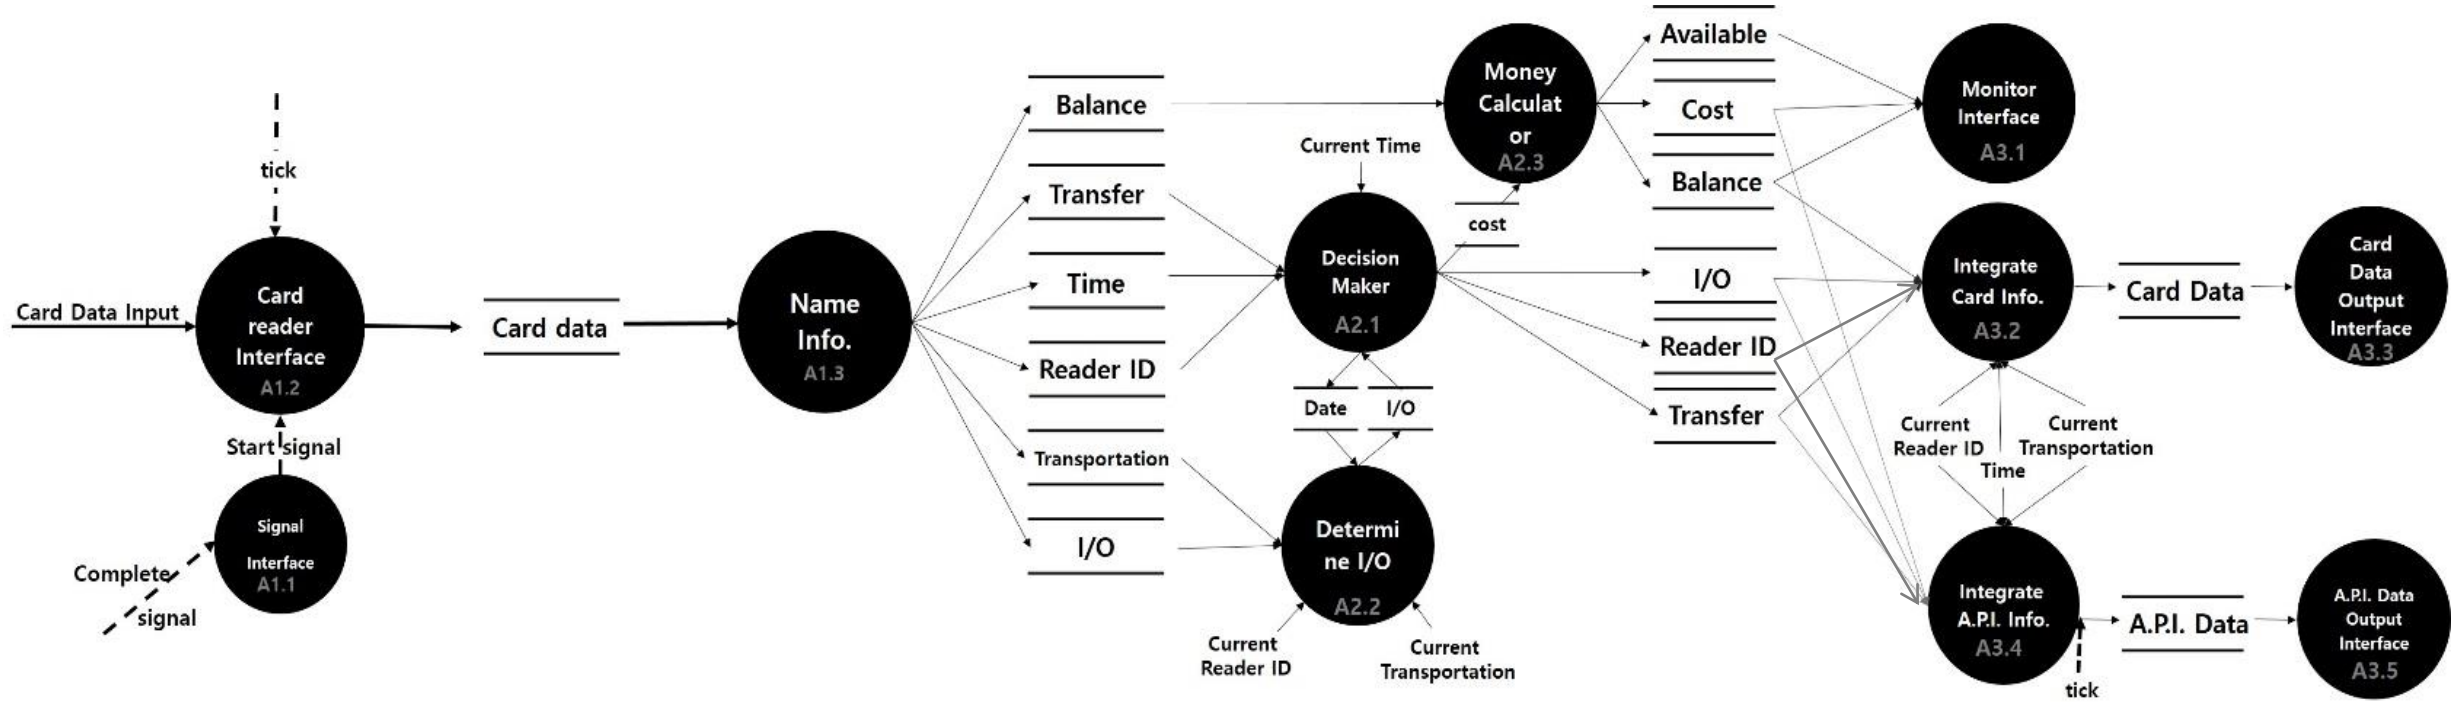 tick
Card Data Input
Card
reader
Interface
A1.2
Start signal
Signal
Interface
A1.1
Complete
signal
Card data
Name
Info.
A1.3
Balance
Transfer
Time
Reader ID
Transportation
I/O
Current Time
Decision
Maker
A2.1
Date
I/O
Determi
ne I/O
A2.2
Current
Reader ID
Current
Transportation
cost
Money
Calculat
or
A2.3
Available
Cost
Balance
I/O
Reader ID
Transfer
Monitor
Interface
A3.1
Integrate
Card Info.
A3.2
Card Data
Card
Data
Output
Interface
A3.3
Current
Reader ID
Time
Current
Transportation
Integrate
A.P.I. Info.
A3.4
tick
A.P.I. Data
A.P.I. Data
Output
Interface
A3.5